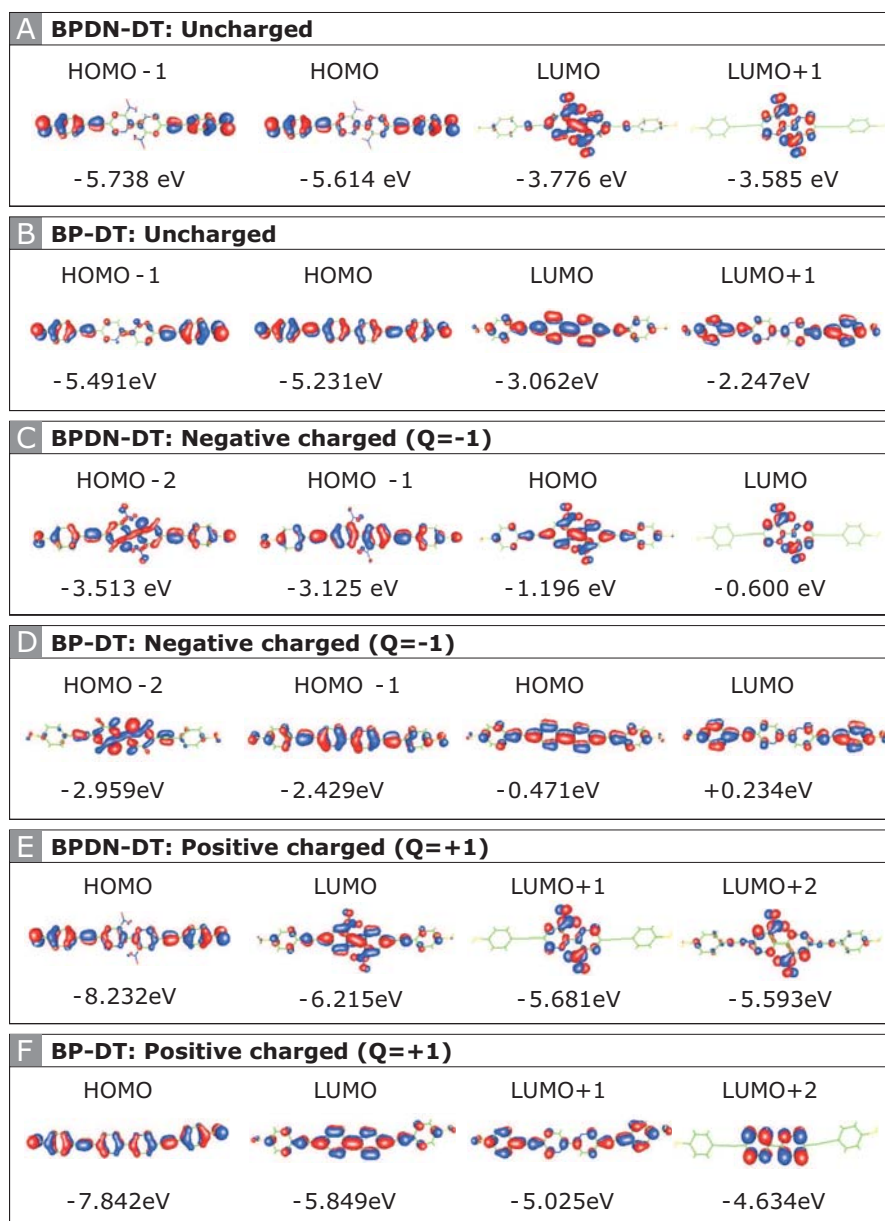 A BPDN-DT: Uncharged
HOMO -1 HOMO LUMO LUMO+1
-5.738 eV -5.614 eV -3.776 eV -3.585 eV
B BP-DT: Uncharged
HOMO -1 HOMO LUMO LUMO+1
-5.491eV -5.231eV -3.062eV -2.247eV
C BPDN-DT: Negative charged (Q=-1)
HOMO -2 HOMO -1 HOMO LUMO
-3.513 eV -3.125 eV -1.196 eV -0.600 eV
D BP-DT: Negative charged (Q=-1)
HOMO -2 HOMO -1 HOMO LUMO
-2.959eV -2.429eV -0.471eV +0.234eV
E BPDN-DT: Positive charged (Q=+1)
HOMO LUMO LUMO+1 LUMO+2
-8.232eV -6.215eV -5.681eV -5.593eV
F BP-DT: Positive charged (Q=+1)
HOMO LUMO LUMO+1 LUMO+2
-7.842eV -5.849eV -5.025eV -4.634eV